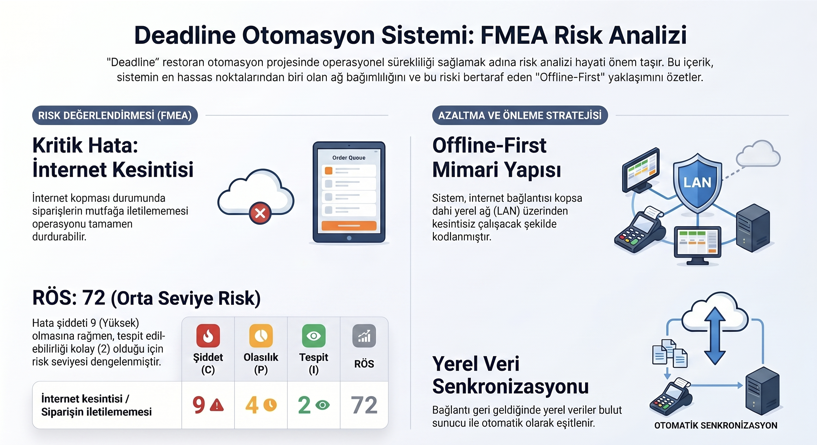 Deadline Otomasyon Sistemi: FMEA Risk Analizi
"Deadline” restoran otomasyon projesinde operasyonel sürekliliği sağlamak adına risk analizi hayati önem taşır. Bu içerik,
sistemin en hassas noktalarından biri olan ağ bağımlılığını ve bu riski bertaraf eden "Offline-First" yaklaşımını özetler.
RİSK DEĞERLENDİRMESİ (FMEA)
Kritik Hata:
İnternet Kesintisi
İnternet kopması durumunda
siparişlerin mutfağa iletilememesi
operasyonu tamamen
durdurabilir.
Order Queue
RÖS: 72 (Orta Seviye Risk)
Hata şiddeti 9 (Yüksek)
olmasına rağmen, tespit edil-
ebilirliği kolay (2) olduğu için
risk seviyesi dengelenmiştir.
Şiddet
(C)
Olasılık
(P)
Tespit
(I)
RÖS
İnternet kesintisi /
Siparişin iletilememesi
9
4
2
72
AZALTMA VE ÖNLEME STRATEJİSİ
Offline-First
Mimari Yapısı
Sistem, internet bağlantısı kopsa
dahi yerel ağ (LAN) üzerinden
kesintisiz çalışacak şekilde
kodlanmıştır.
LAN
Yerel Veri
Senkronizasyonu
Bağlantı geri geldiğinde yerel veriler bulut
sunucu ile otomatik olarak eşitlenir.
OTOMATİK SENKRONİZASYON